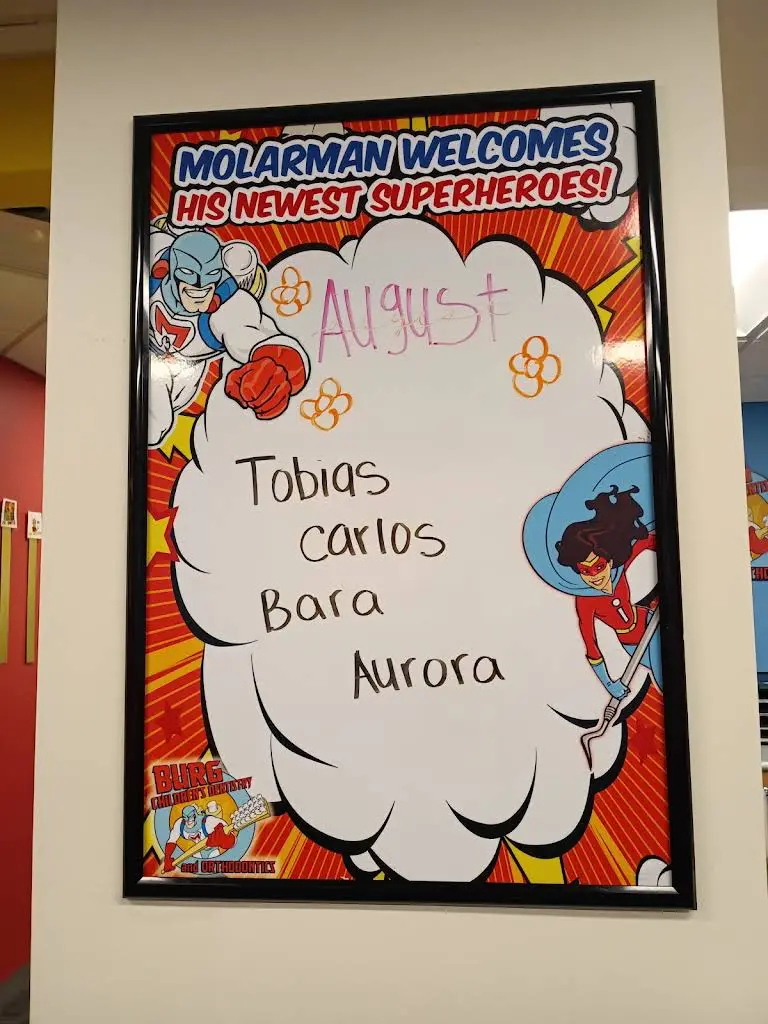 MOLARMAN WELCOMES
HIS NEWEST SUPERHEROES!
August
M
Tobias
Carlos
Bara
Aurora
i
BURG
CHILDREN'S DENTISTRY
and ORTHODONTICS